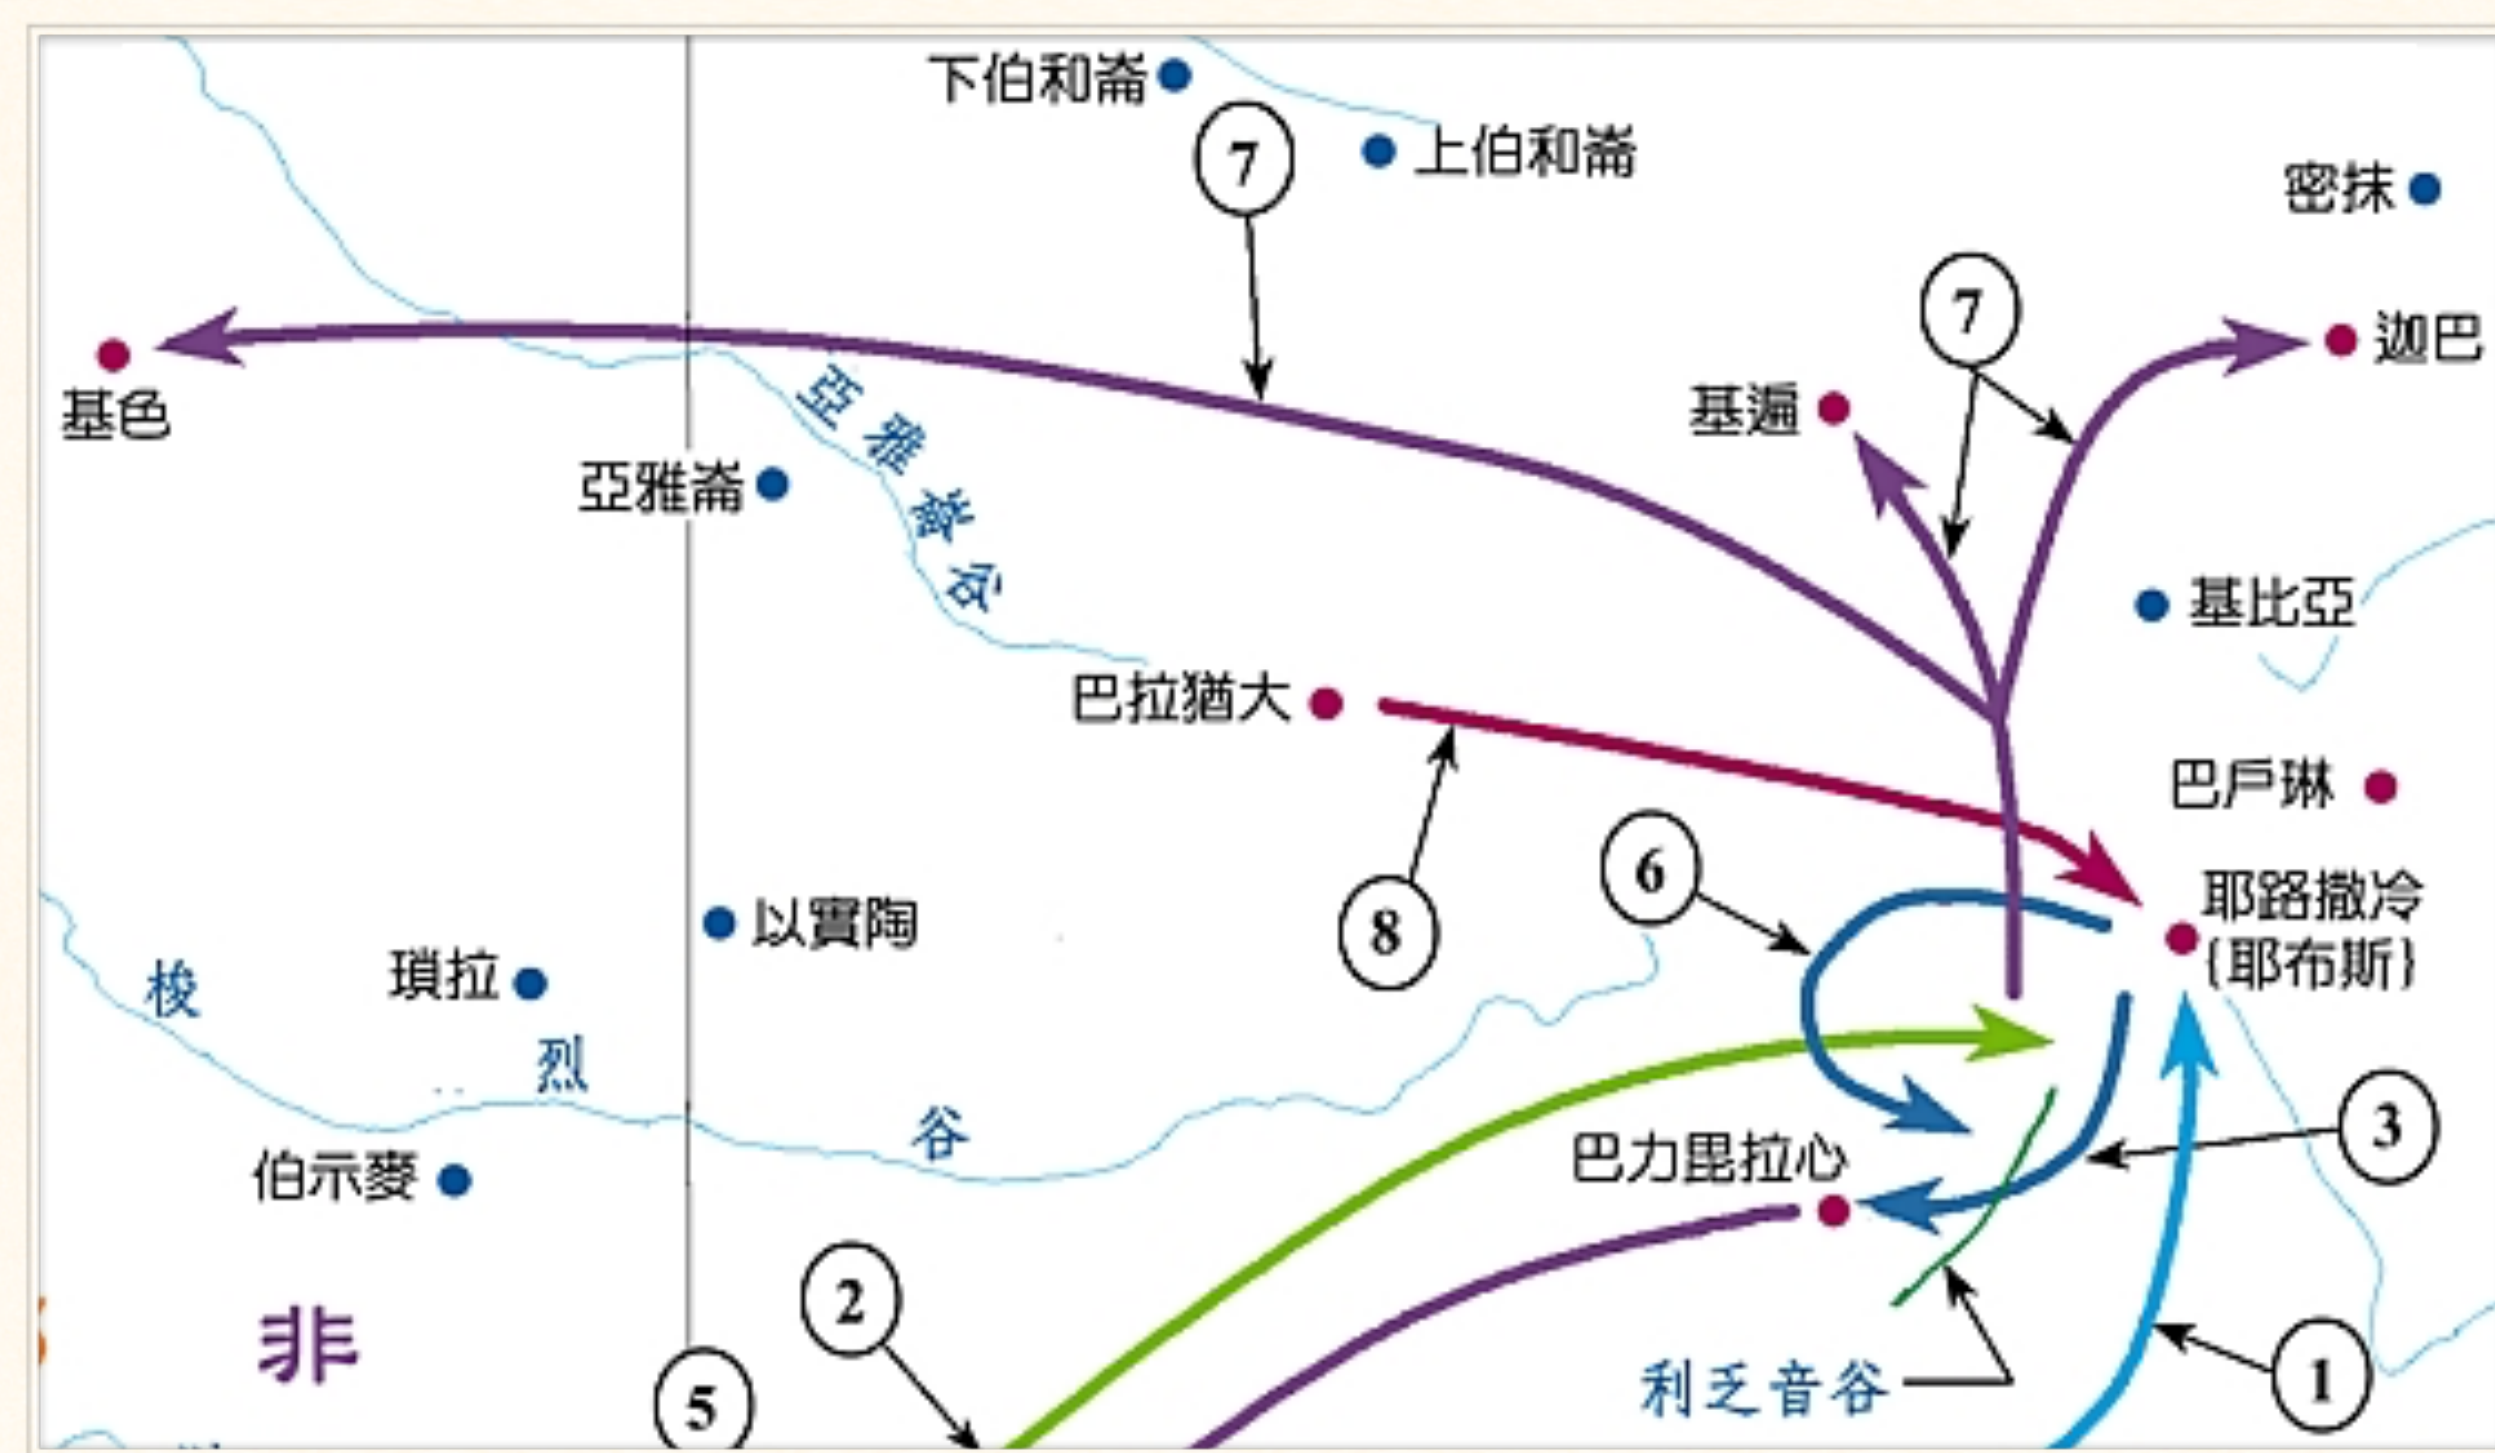 下伯和崙
7
上伯和崙
密抹
7
迦巴
基色
基遍
亞雅崙
亞雅崙谷
基比亞
巴拉猶大
巴戶琳
6
8
耶路撒冷
{耶布斯}
以實陶
瑣拉
梭烈谷
3
巴力毘拉心
伯示麥
2
非
利乏音谷
5
1